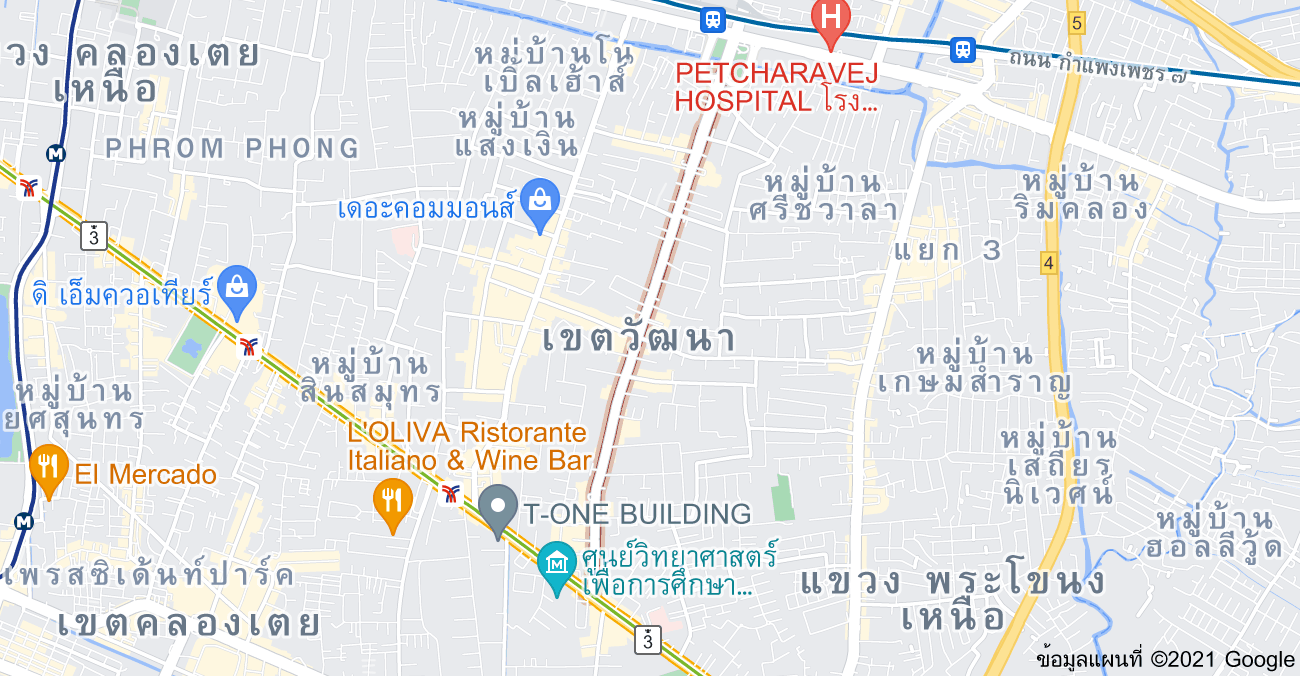 H
5
ถนน กำแพงเพชร ๗
วง คลองเตย
เหนือ
หมู่บ้านโน
เบิ้ลเฮ้าส์
PETCHARAVEJ
HOSPITAL โรง...
หมู่บ้าน
แสงเงิน
M
PHROM PHONG
เดอะคอมมอนส์
หมู่บ้าน
ศรีชวาลา
หมู่บ้าน
ริมคลอง
3
แยก 3
4
ดิ เอ็มควอเทียร์
เขตวัฒนา
หมู่บ้าน
สินสมุทร
หมู่บ้าน
เกษมสำราญ
หมู่บ้าน
ยศสุนทร
L'OLIVA Ristorante
Italiano & Wine Bar
หมู่บ้าน
เสถียร
นิเวศน์
El Mercado
M
T-ONE BUILDING
หมู่บ้าน
ฮอลลีวู้ด
ศูนย์วิทยาศาสตร์
เพื่อการศึกษา...
เพรสซิเด้นท์ปาร์ค
แขวง พระโขนง
เหนือ
เขตคลองเตย
3
ข้อมูลแผนที่ ©2021 Google